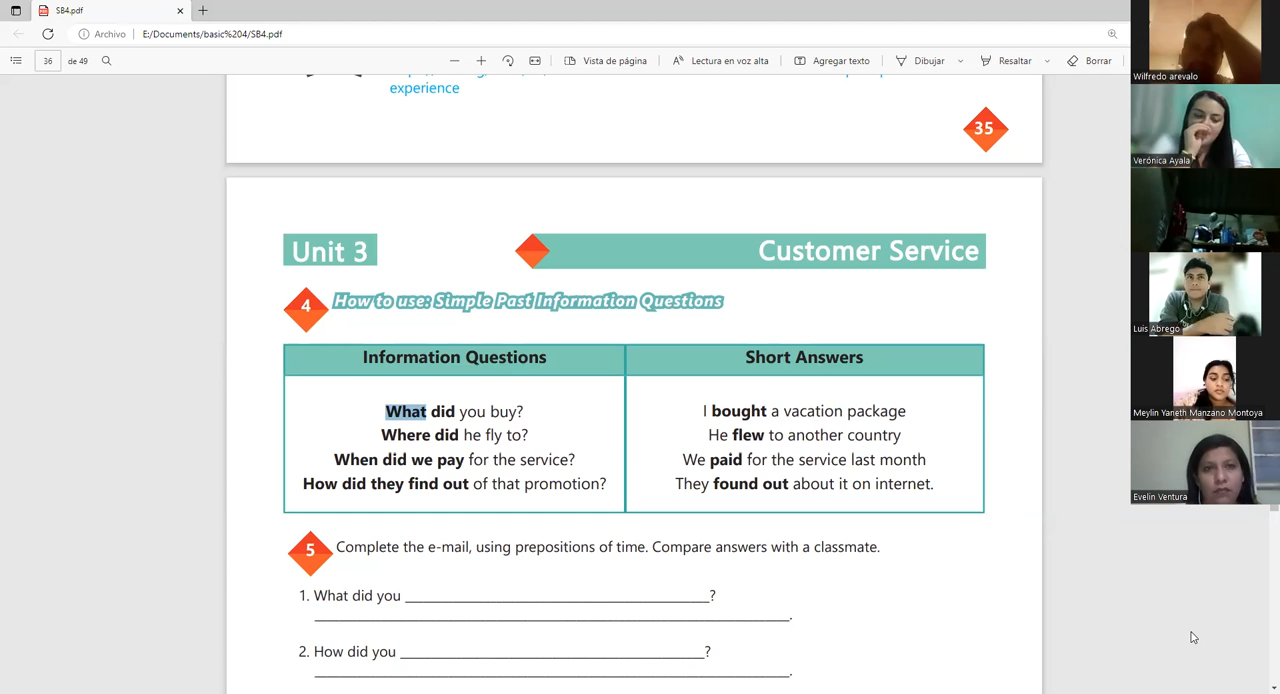 SB4.pdf
Archivo E:/Documents/basic%204/SB4.pdf
36 de 49 Vista de página Lectura en voz alta Agregar texto Dibujar Resaltar Borrar
experience
35
Unit 3 Customer Service
4 How to use: Simple Past Information Questions
Information Questions Short Answers
What did you buy? I bought a vacation package
Where did he fly to? He flew to another country
When did we pay for the service? We paid for the service last month
How did they find out of that promotion? They found out about it on internet.
5 Complete the e-mail, using prepositions of time. Compare answers with a classmate.
1. What did you ______________________________________?
____________________________________________________________.
2. How did you ______________________________________?
____________________________________________________________.
Wilfredo arevalo
Verónica Ayala
Luis Abrego
Meylin Yaneth Manzano Montoya
Evelin Ventura